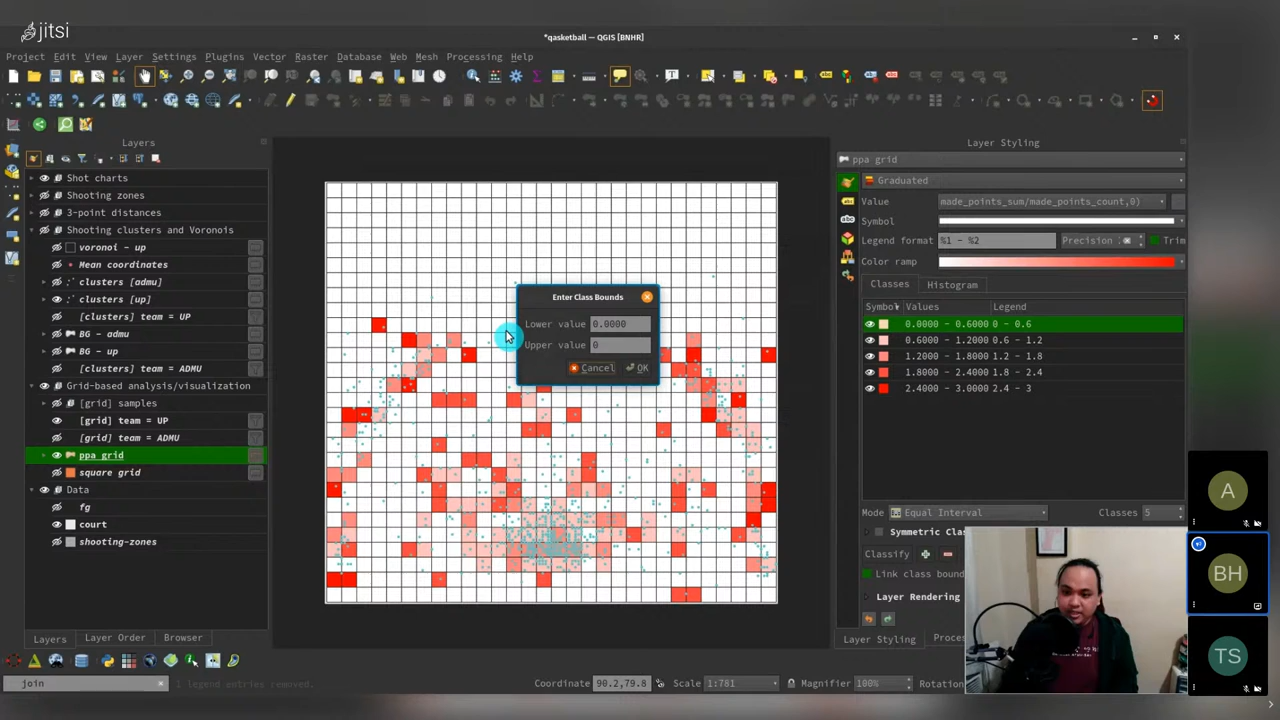 jitsi
*qasketball — QGIS [BNHR]
Project Edit View Layer Settings Plugins Vector Raster Database Web Mesh Processing Help
Layers
Shot charts
Shooting zones
3-point distances
Shooting clusters and Voronois
voronoi - up
Mean coordinates
clusters [admu]
clusters [up]
[clusters] team = UP
BG - admu
BG - up
[clusters] team = ADMU
Grid-based analysis/visualization
[grid] samples
[grid] team = UP
[grid] team = ADMU
ppa grid
square grid
Data
fg
court
shooting-zones
Layers Layer Order Browser
join
1 legend entries removed.
Enter Class Bounds
Lower value 0.0000
Upper value 0
Cancel OK
Layer Styling
ppa grid
Graduated
Value made_points_sum/made_points_count,0)
Symbol
Legend format %1 - %2 Precision Trim
Color ramp
Classes Histogram
Symbol Values Legend
0.0000 - 0.6000 0 - 0.6
0.6000 - 1.2000 0.6 - 1.2
1.2000 - 1.8000 1.2 - 1.8
1.8000 - 2.4000 1.8 - 2.4
2.4000 - 3.0000 2.4 - 3
Mode Equal Interval Classes 5
Symmetric Clas
Classify
Link class bound
Layer Rendering
Layer Styling Proces
Coordinate 90.2,79.8 Scale 1:781 Magnifier 100% Rotation
A
BH
TS